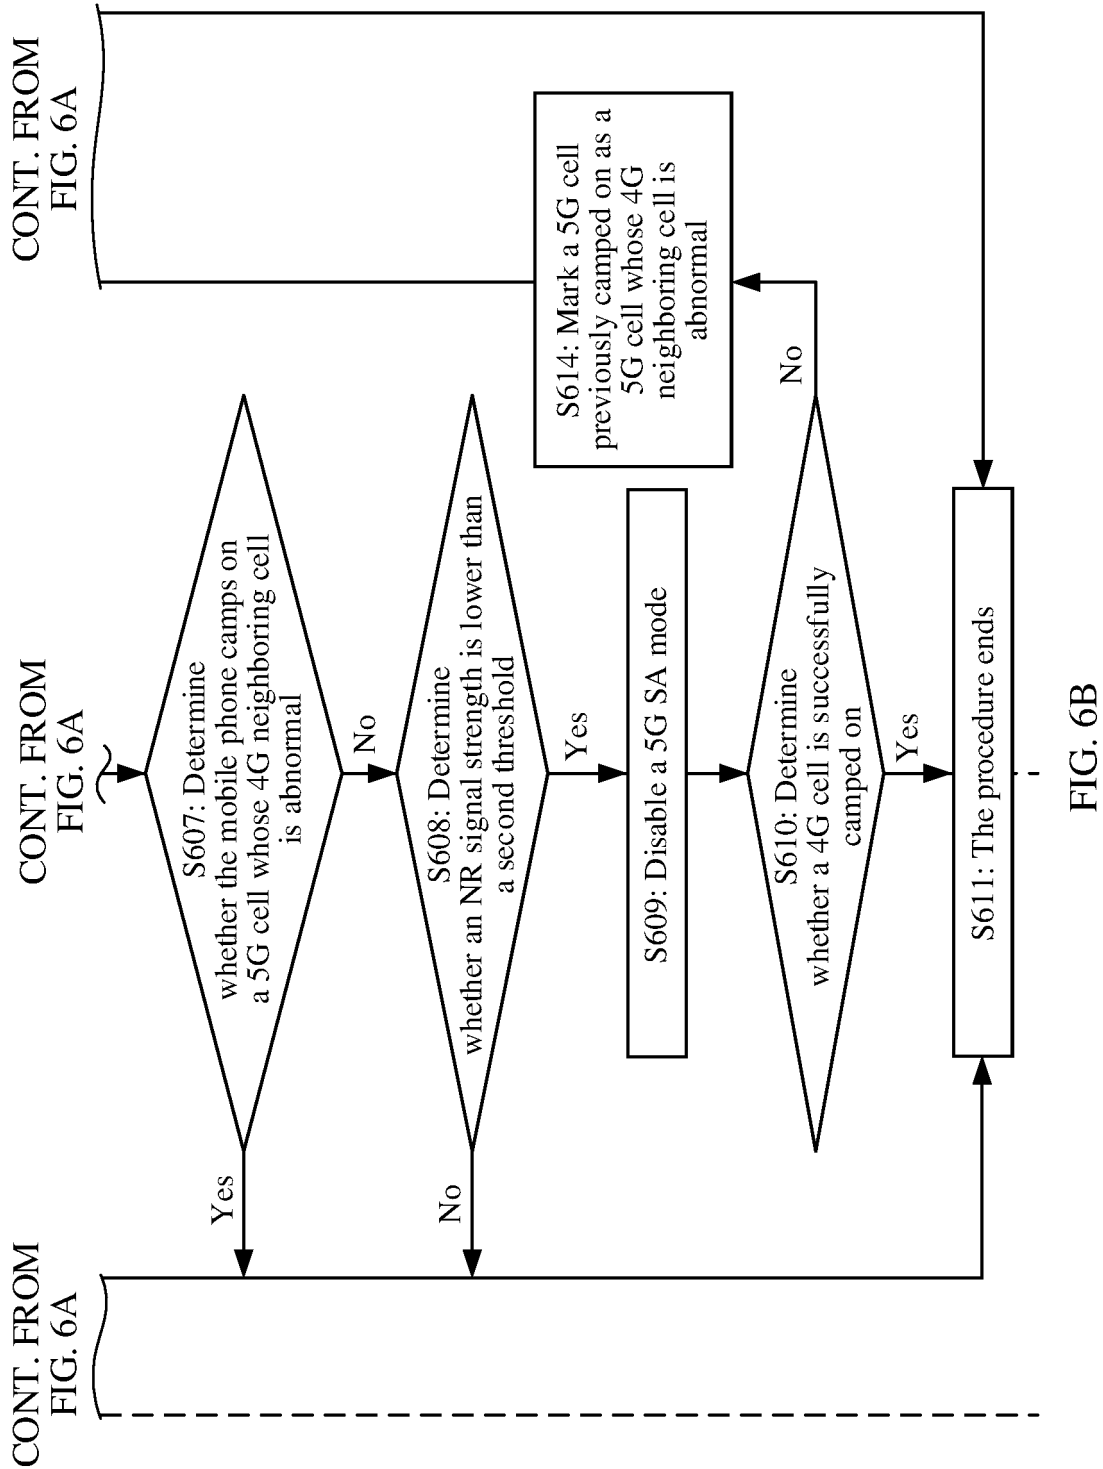 CONT. FROM
FIG. 6A
CONT. FROM
FIG. 6A
CONT. FROM
FIG. 6A
S607: Determine
whether the mobile phone camps on
a 5G cell whose 4G neighboring cell
is abnormal
Yes
No
S608: Determine
whether an NR signal strength is lower than
a second threshold
No
Yes
S609: Disable a 5G SA mode
S614: Mark a 5G cell
previously camped on as a
5G cell whose 4G
neighboring cell is
abnormal
S610: Determine
whether a 4G cell is successfully
camped on
No
Yes
S611: The procedure ends
FIG. 6B